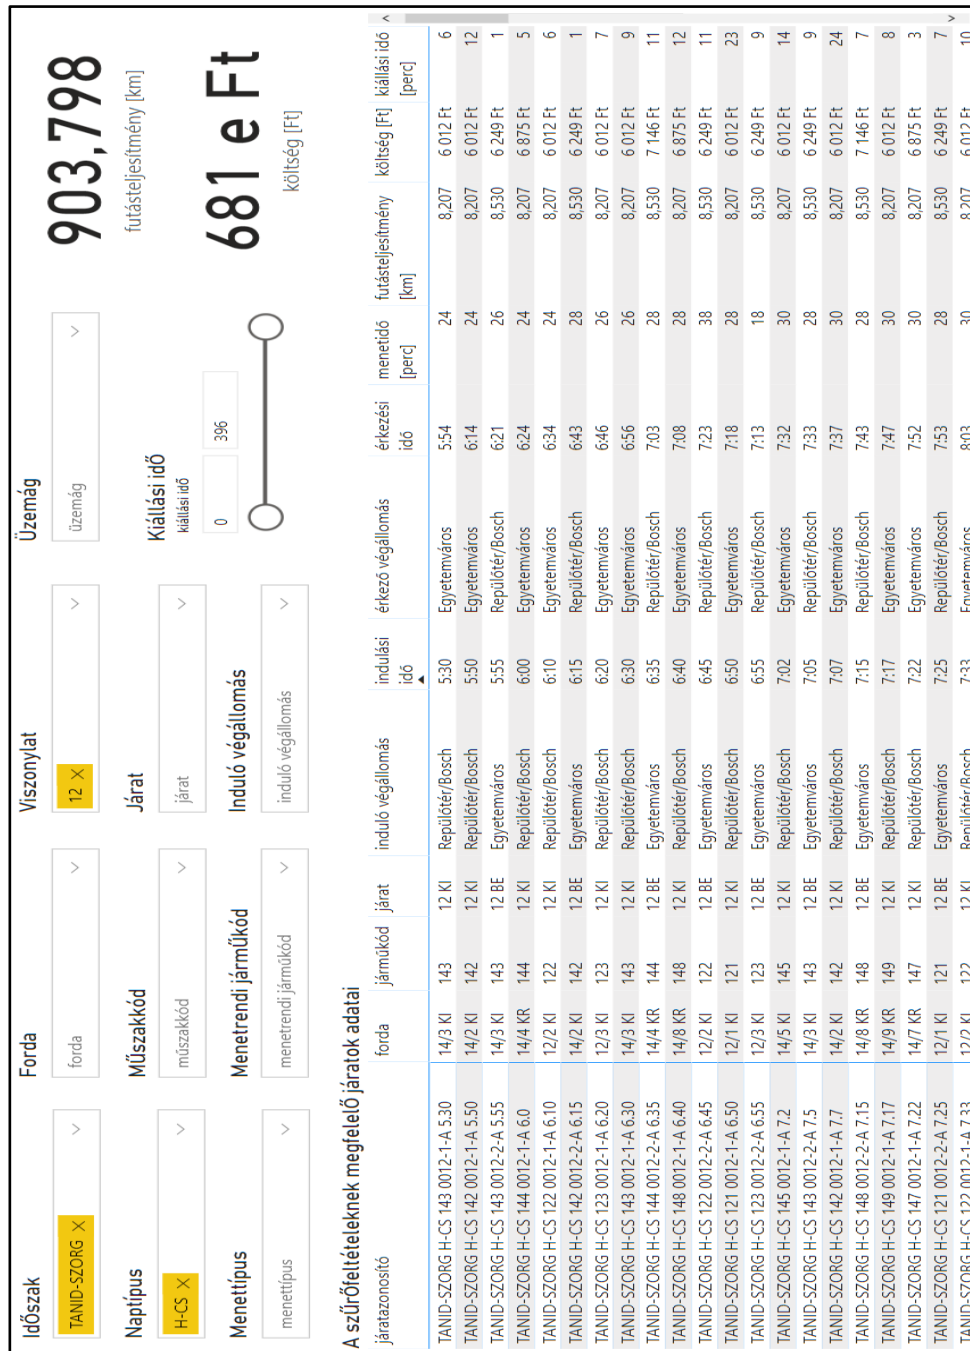 Időszak
TANID-SZORG X
Forda
forda
Viszonylat
12 X
Üzemág
üzemág
903,798
futásteljesítmény [km]
Naptípus
H-CS X
Műszakkód
műszakkód
Járat
járat
Kiállási idő
kiállási idő
0
396
681 e Ft
költség [Ft]
Menettípus
menettípus
Menetrendi járműkód
menetrendi járműkód
Induló végállomás
induló végállomás
A szűrőfeltételeknek megfelelő járatok adatai
járatazonosító forda járműkód járat induló végállomás indulási idő érkező végállomás érkezési idő menetidő [perc] futásteljesítmény [km] költség [Ft] kiállási idő [perc]
TANID-SZORG H-CS 143 0012-1-A 5.30 14/3 KI 143 12 KI Repülőtér/Bosch 5:30 Egyetemváros 5:54 24 8,207 6 012 Ft 6
TANID-SZORG H-CS 142 0012-1-A 5.50 14/2 KI 142 12 KI Repülőtér/Bosch 5:50 Egyetemváros 6:14 24 8,207 6 012 Ft 12
TANID-SZORG H-CS 143 0012-2-A 5.55 14/3 KI 143 12 BE Egyetemváros 5:55 Repülőtér/Bosch 6:21 26 8,530 6 249 Ft 1
TANID-SZORG H-CS 144 0012-1-A 6.0 14/4 KR 144 12 KI Repülőtér/Bosch 6:00 Egyetemváros 6:24 24 8,207 6 875 Ft 5
TANID-SZORG H-CS 122 0012-1-A 6.10 12/2 KI 122 12 KI Repülőtér/Bosch 6:10 Egyetemváros 6:34 24 8,207 6 012 Ft 6
TANID-SZORG H-CS 142 0012-2-A 6.15 14/2 KI 142 12 BE Egyetemváros 6:15 Repülőtér/Bosch 6:43 28 8,530 6 249 Ft 1
TANID-SZORG H-CS 123 0012-1-A 6.20 12/3 KI 123 12 KI Repülőtér/Bosch 6:20 Egyetemváros 6:46 26 8,207 6 012 Ft 7
TANID-SZORG H-CS 143 0012-1-A 6.30 14/3 KI 143 12 KI Repülőtér/Bosch 6:30 Egyetemváros 6:56 26 8,207 6 012 Ft 9
TANID-SZORG H-CS 144 0012-2-A 6.35 14/4 KR 144 12 BE Egyetemváros 6:35 Repülőtér/Bosch 7:03 28 8,530 7 146 Ft 11
TANID-SZORG H-CS 148 0012-1-A 6.40 14/8 KR 148 12 KI Repülőtér/Bosch 6:40 Egyetemváros 7:08 28 8,207 6 875 Ft 12
TANID-SZORG H-CS 122 0012-2-A 6.45 12/2 KI 122 12 BE Egyetemváros 6:45 Repülőtér/Bosch 7:23 38 8,530 6 249 Ft 11
TANID-SZORG H-CS 121 0012-1-A 6.50 12/1 KI 121 12 KI Repülőtér/Bosch 6:50 Egyetemváros 7:18 28 8,207 6 012 Ft 23
TANID-SZORG H-CS 123 0012-2-A 6.55 12/3 KI 123 12 BE Egyetemváros 6:55 Repülőtér/Bosch 7:13 18 8,530 6 249 Ft 9
TANID-SZORG H-CS 145 0012-1-A 7.2 14/5 KI 145 12 KI Repülőtér/Bosch 7:02 Egyetemváros 7:32 30 8,207 6 012 Ft 14
TANID-SZORG H-CS 143 0012-2-A 7.5 14/3 KI 143 12 BE Egyetemváros 7:05 Repülőtér/Bosch 7:33 28 8,530 6 249 Ft 9
TANID-SZORG H-CS 142 0012-1-A 7.7 14/2 KI 142 12 KI Repülőtér/Bosch 7:07 Egyetemváros 7:37 30 8,207 6 012 Ft 24
TANID-SZORG H-CS 148 0012-2-A 7.15 14/8 KR 148 12 BE Egyetemváros 7:15 Repülőtér/Bosch 7:43 28 8,530 7 146 Ft 7
TANID-SZORG H-CS 149 0012-1-A 7.17 14/9 KR 149 12 KI Repülőtér/Bosch 7:17 Egyetemváros 7:47 30 8,207 6 012 Ft 8
TANID-SZORG H-CS 147 0012-1-A 7.22 14/7 KR 147 12 KI Repülőtér/Bosch 7:22 Egyetemváros 7:52 30 8,207 6 875 Ft 3
TANID-SZORG H-CS 121 0012-2-A 7.25 12/1 KI 121 12 BE Egyetemváros 7:25 Repülőtér/Bosch 7:53 28 8,530 6 249 Ft 7
TANID-SZORG H-CS 122 0012-1-A 7.33 12/2 KI 122 12 KI Repülőtér/Bosch 7:33 Egyetemváros 8:03 30 8,207 6 012 Ft 10